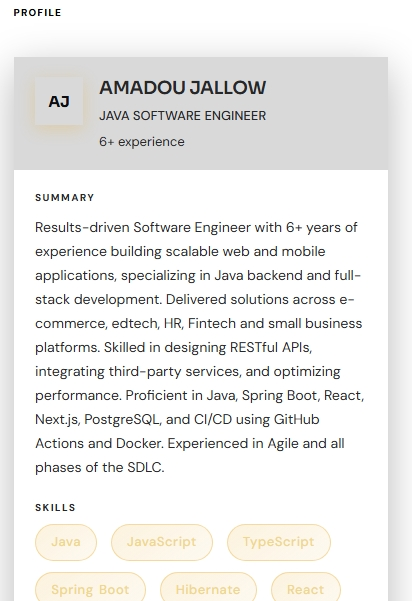 PROFILE
AJ
AMADOU JALLOW
JAVA SOFTWARE ENGINEER
6+ experience
SUMMARY
Results-driven Software Engineer with 6+ years of
experience building scalable web and mobile
applications, specializing in Java backend and full-
stack development. Delivered solutions across e-
commerce, edtech, HR, Fintech and small business
platforms. Skilled in designing RESTful APIs,
integrating third-party services, and optimizing
performance. Proficient in Java, Spring Boot, React,
Next.js, PostgreSQL, and CI/CD using GitHub
Actions and Docker. Experienced in Agile and all
phases of the SDLC.
SKILLS
Java JavaScript TypeScript
Spring Boot Hibernate React